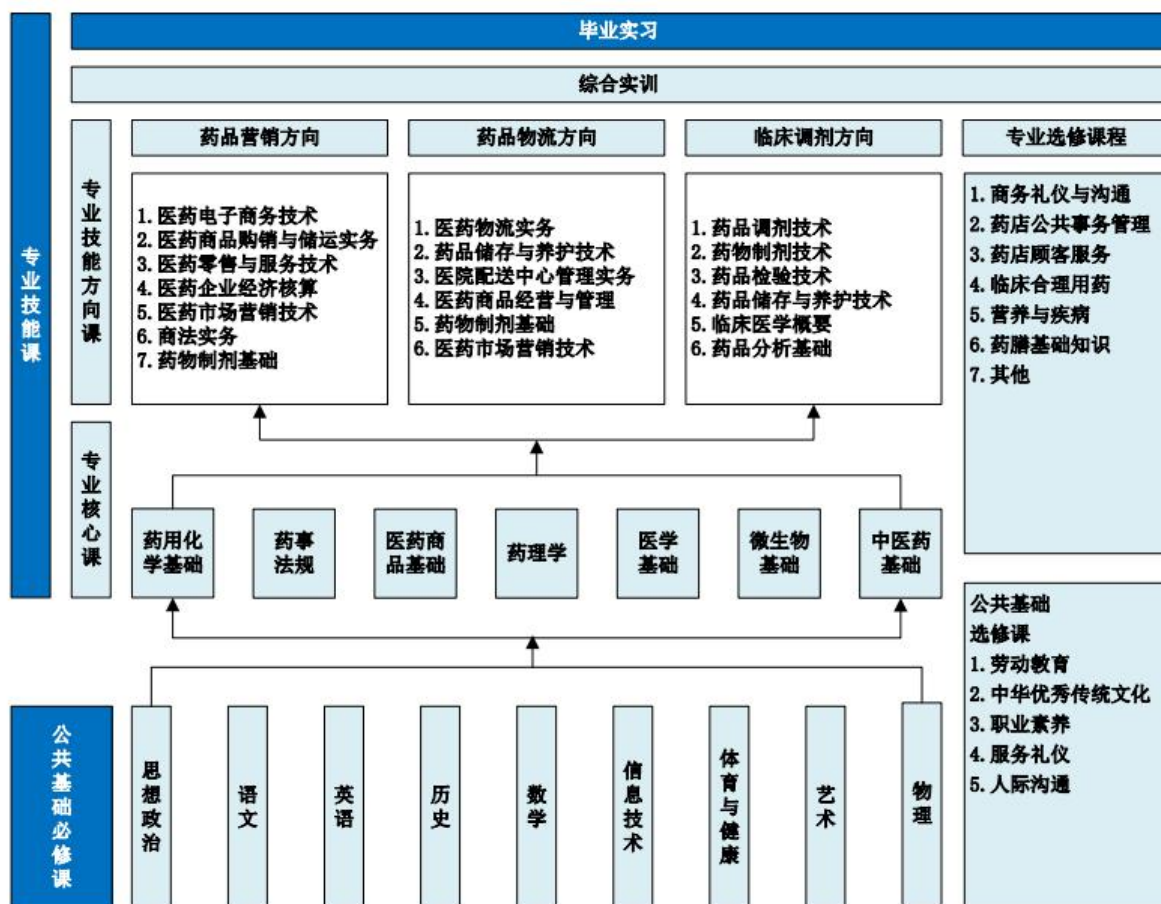 毕业实习
综合实训
专业技能课
专业技能方向课
药品营销方向
1. 医药电子商务技术
2. 医药商品购销与储运实务
3. 医药零售与服务技术
4. 医药企业经济核算
5. 医药市场营销技术
6. 商法实务
7. 药物制剂基础
药品物流方向
1. 医药物流实务
2. 药品储存与养护技术
3. 医院配送中心管理实务
4. 医药商品经营与管理
5. 药物制剂基础
6. 医药市场营销技术
临床调剂方向
1. 药品调剂技术
2. 药物制剂技术
3. 药品检验技术
4. 药品储存与养护技术
5. 临床医学概要
6. 药品分析基础
专业选修课程
1. 商务礼仪与沟通
2. 药店公共事务管理
3. 药店顾客服务
4. 临床合理用药
5. 营养与疾病
6. 药膳基础知识
7. 其他
专业核心课
药用化
学基础
药事
法规
医药商
品基础
药理学
医学
基础
微生物
基础
中医药
基础
公共基础
选修课
1. 劳动教育
2. 中华优秀传统文化
3. 职业素养
4. 服务礼仪
5. 人际沟通
公共基础必修课
思想政治
语文
英语
历史
数学
信息技术
体育与健康
艺术
物理